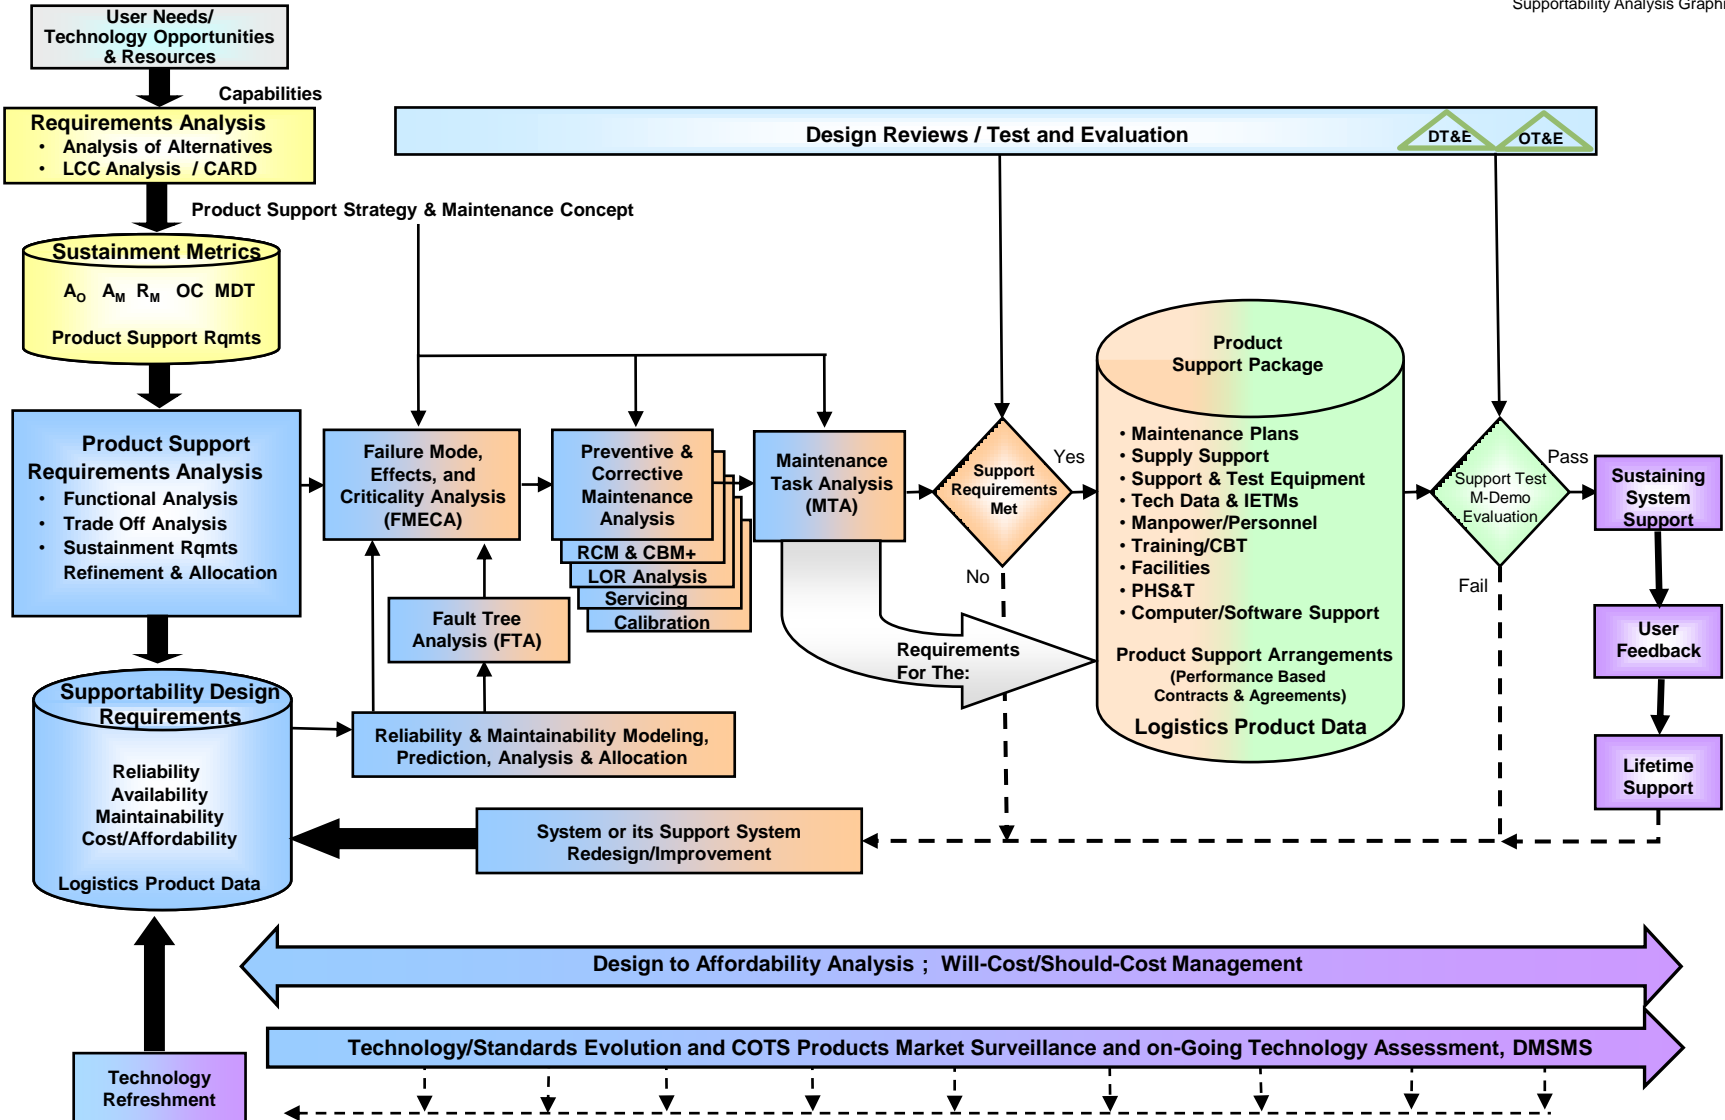 Supportability Analysis Graphi
User Needs/
Technology Opportunities
& Resources
Capabilities
Requirements Analysis
• Analysis of Alternatives
• LCC Analysis / CARD
Design Reviews / Test and Evaluation
DT&E
OT&E
Product Support Strategy & Maintenance Concept
Sustainment Metrics
AO AM RM OC MDT
Product Support Rqmts
Product Support
Requirements Analysis
• Functional Analysis
• Trade Off Analysis
• Sustainment Rqmts
Refinement & Allocation
Failure Mode,
Effects, and
Criticality Analysis
(FMECA)
Preventive &
Corrective
Maintenance
Analysis
RCM & CBM+
LOR Analysis
Servicing
Calibration
Maintenance
Task Analysis
(MTA)
Support
Requirements
Met
Yes
No
Product
Support Package
• Maintenance Plans
• Supply Support
• Support & Test Equipment
• Tech Data & IETMs
• Manpower/Personnel
• Training/CBT
• Facilities
• PHS&T
• Computer/Software Support
Product Support Arrangements
(Performance Based
Contracts & Agreements)
Logistics Product Data
Support Test
M-Demo
Evaluation
Pass
Fail
Sustaining
System
Support
User
Feedback
Lifetime
Support
Fault Tree
Analysis (FTA)
Requirements
For The:
Supportability Design
Requirements
Reliability
Availability
Maintainability
Cost/Affordability
Logistics Product Data
Reliability & Maintainability Modeling,
Prediction, Analysis & Allocation
System or its Support System
Redesign/Improvement
Design to Affordability Analysis ; Will-Cost/Should-Cost Management
Technology/Standards Evolution and COTS Products Market Surveillance and on-Going Technology Assessment, DMSMS
Technology
Refreshment